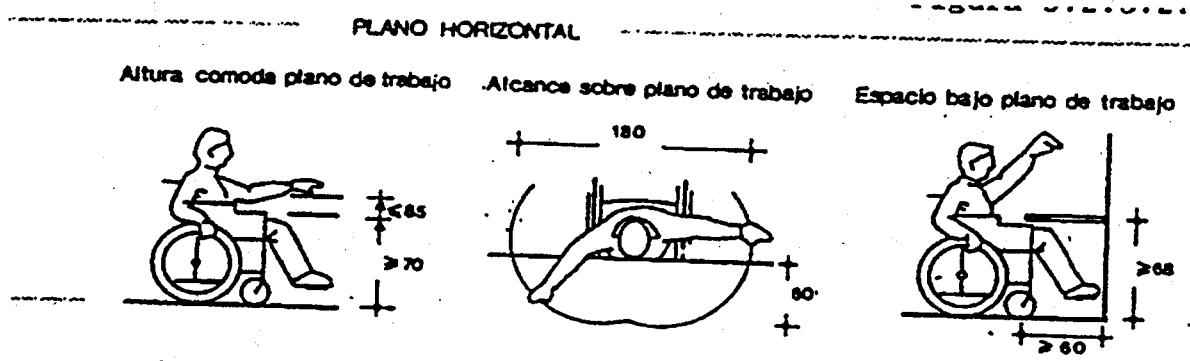 PLANO HORIZONTAL
Altura comoda plano de trabajo
Alcance sobre plano de trabajo
Espacio bajo plano de trabajo
180
≤85
≥70
60
≥68
≥60